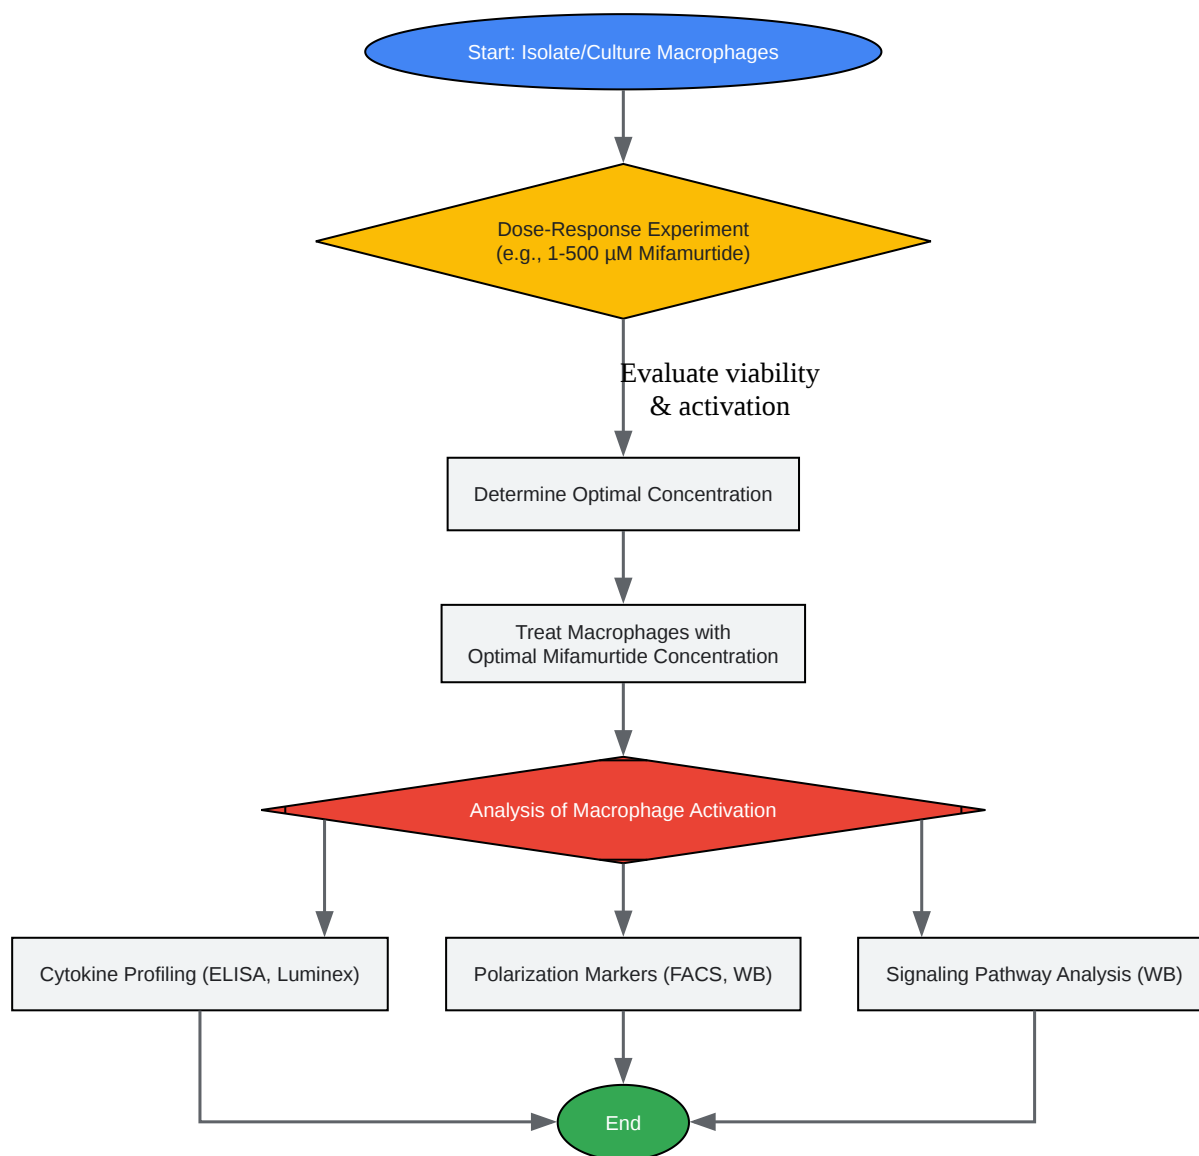 Start: Isolate/Culture Macrophages
Dose-Response Experiment
(e.g., 1-500 µM Mifamurtide)
Evaluate viability
& activation
Determine Optimal Concentration
Treat Macrophages with
Optimal Mifamurtide Concentration
Analysis of Macrophage Activation
Cytokine Profiling (ELISA, Luminex)
Polarization Markers (FACS, WB)
Signaling Pathway Analysis (WB)
End